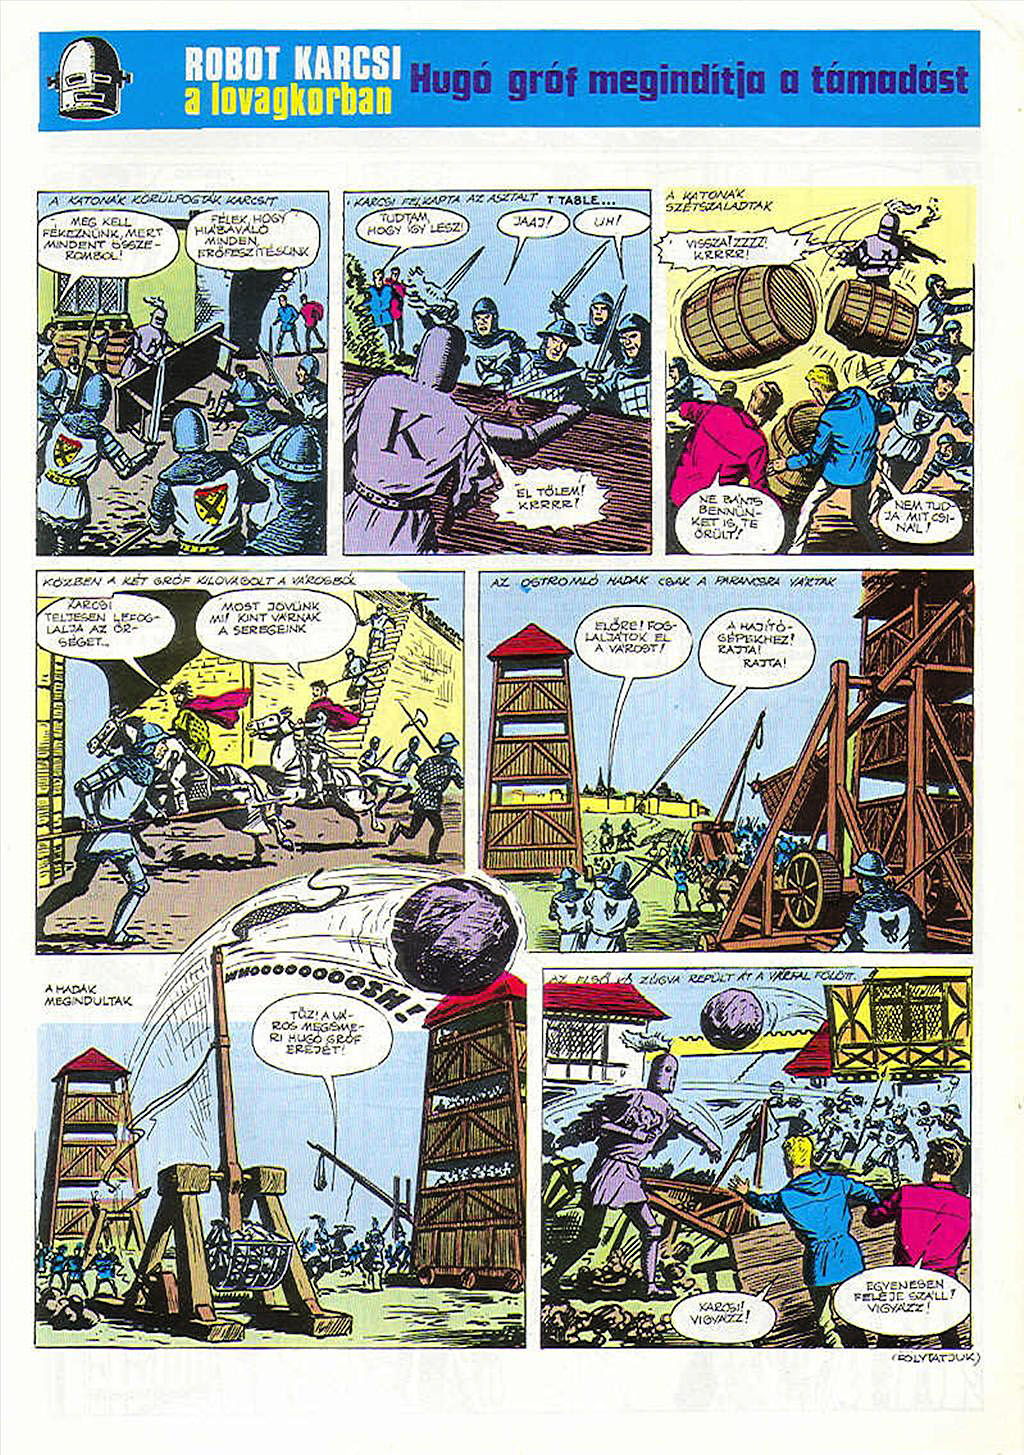 ROBOT KARCSI
a lovagkorban
Hugó gróf megindítja a támadást
A KATONÁK KÖRÜLFOGTÁK KARCSIT
MEG KELL
FÉKEZNÜNK, MERT
MINDENT ÖSSZE-
ROMBOL!
FÉLEK, HOGY
HIÁBAVALÓ
MINDEN,
ERŐFESZÍTÉSÜNK
KARCSI FELKAPTA AZ ASZTALT T TABLE...
TUDTAM,
HOGY ÍGY LESZ!
JAAJ!
UH!
K
EL TŐLEM!
KRRRR!
A KATONÁK
SZÉTSZALADTAK
VISSZA! ZZZZ!
KRRRR!
NE BÁNTS
BENNÜN-
KET IS, TE
ŐRÜLT!
NEM TUD-
JA MIT CSI-
NÁL!
KÖZBEN A KÉT GRÓF KILOVAGOLT A VÁROSBÓL
KARCSI
TELJESEN LEFOG-
LALJA AZ ŐR-
SÉGET...
MOST JÖVÜNK
MI! KINT VÁRNAK
A SEREGEINK
AZ OSTROMLÓ HADAK CSAK A PARANCSRA VÁRTAK
ELŐRE! FOG-
LALJÁTOK EL
A VÁROST!
A HAJÍTÓ-
GÉPEKHEZ!
RAJTA!
RAJTA!
A HADAK
MEGINDULTAK
WHOOOOOOOOSH!
TŰZ! A VÁ-
ROS MEGISME-
RI HUGÓ GRÓF
EREJÉT!
AZ ELSŐ KŐ ZÚGVA REPÜLT ÁT A VÁRFAL FÖLÖTT...
KARCSI!
VIGYÁZZ!
EGYENESEN
FELÉJE SZÁLL!
VIGYÁZZ!
(FOLYTATJUK)